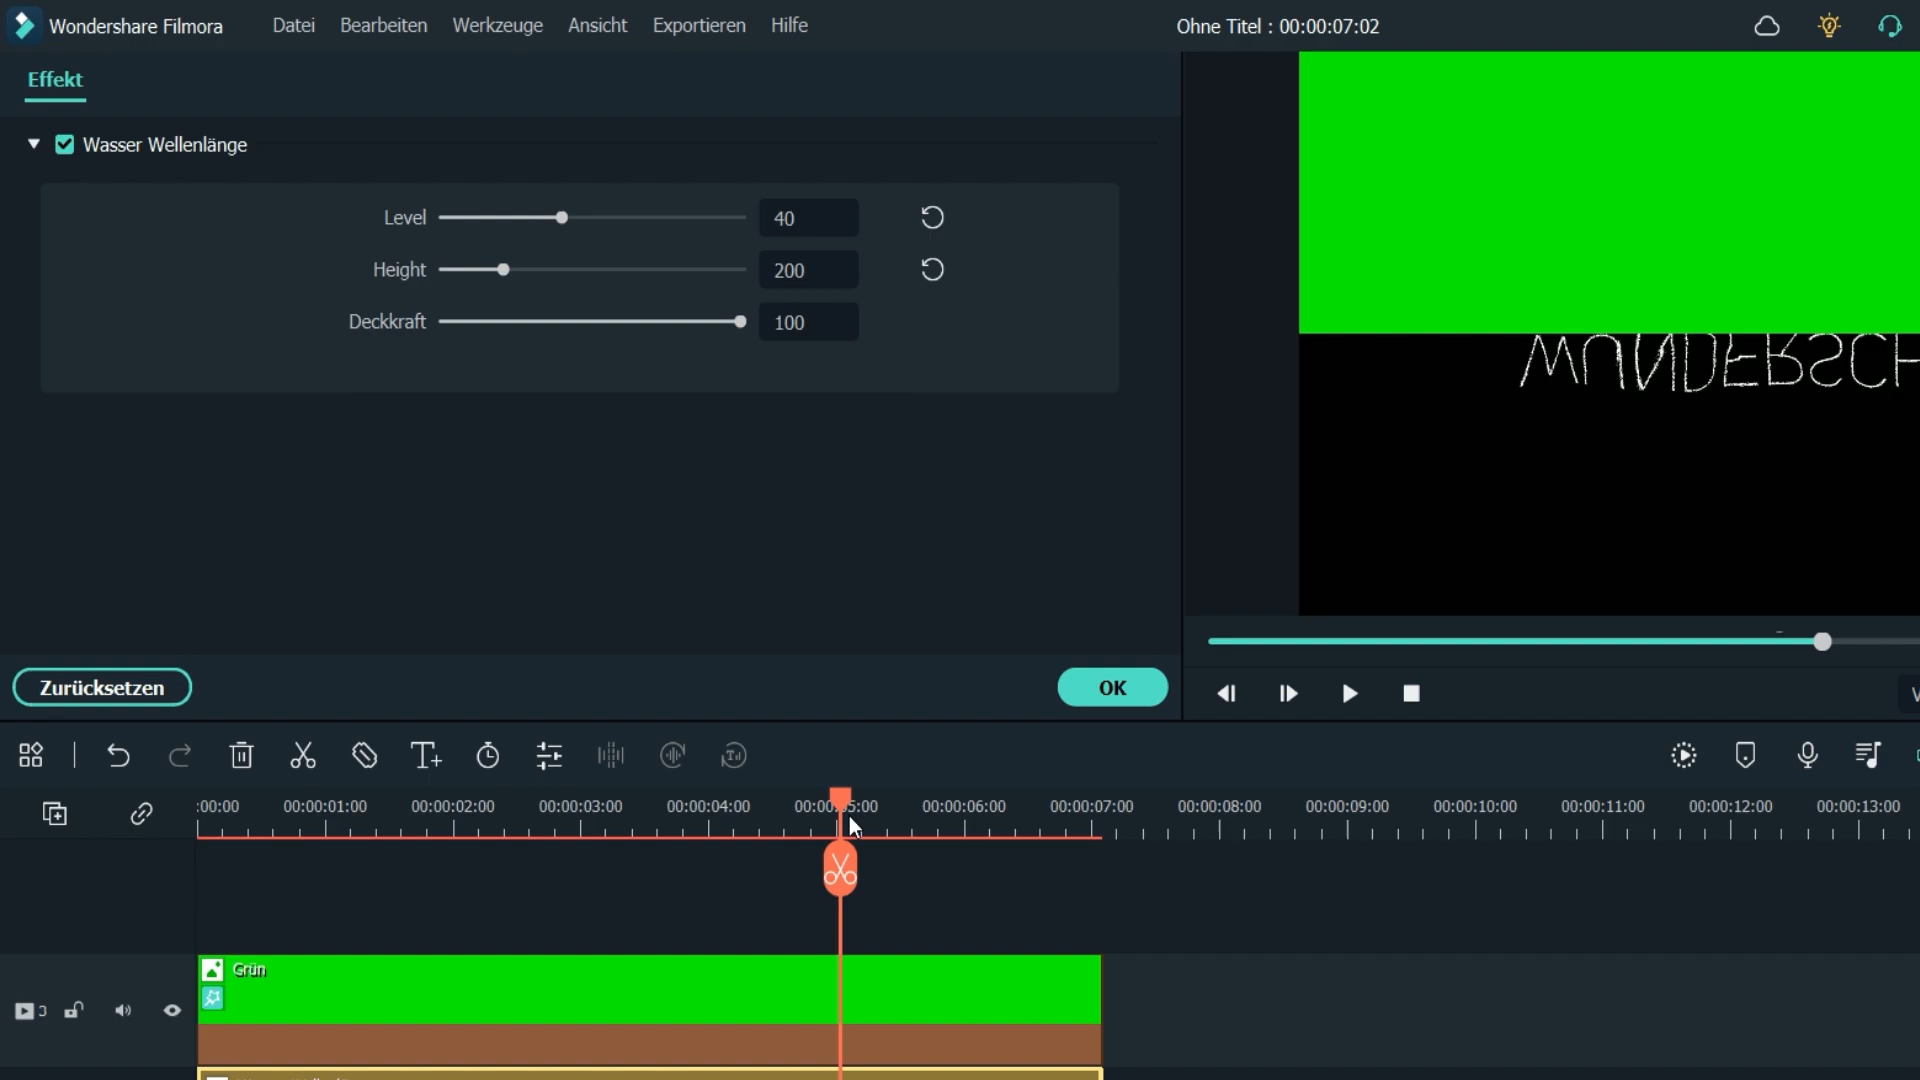 Wondershare Filmora Datei Bearbeiten Werkzeuge Ansicht Exportieren Hilfe Ohne Titel : 00:00:07:02
Effekt
Wasser Wellenlänge
Level 40
Height 200
Deckkraft 100
WUNDERSCH
Zurücksetzen OK
:00:00 00:00:01:00 00:00:02:00 00:00:03:00 00:00:04:00 00:00:05:00 00:00:06:00 00:00:07:00 00:00:08:00 00:00:09:00 00:00:10:00 00:00:11:00 00:00:12:00 00:00:13:00
Grün